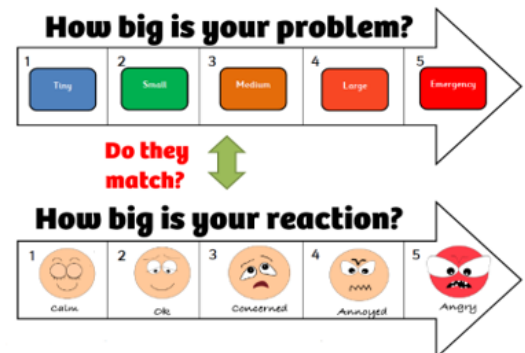 How big is your problem?
1 2 3 4 5
Tiny Small Medium Large Emergency
Do they
match?
How big is your reaction?
1 2 3 4 5
Calm Ok Concerned Annoyed Angry